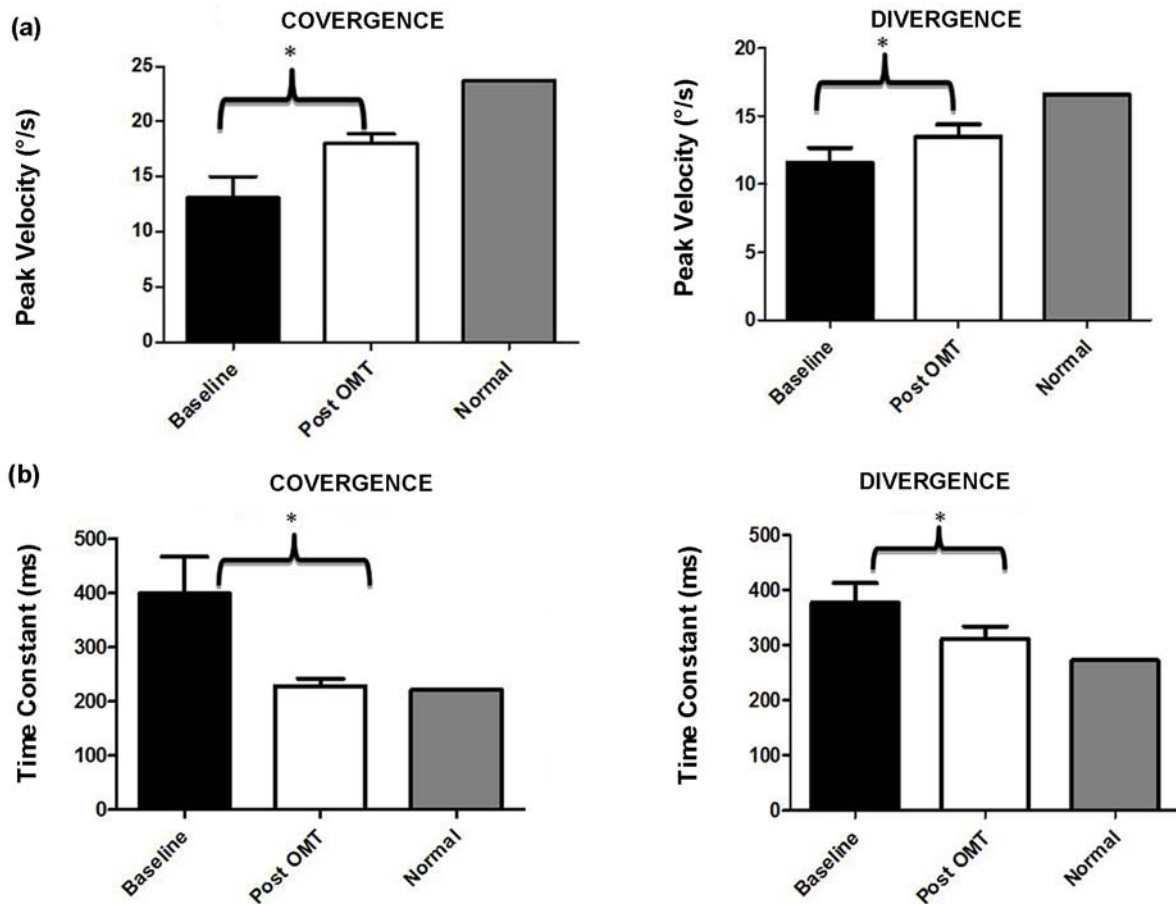 (a)
COVERGENCE
*
25
20
15
10
5
0
Peak Velocity (°/s)
Baseline
Post OMT
Normal
DIVERGENCE
*
20
15
10
5
0
Peak Velocity (°/s)
Baseline
Post OMT
Normal
(b)
COVERGENCE
*
500
400
300
200
100
0
Time Constant (ms)
Baseline
Post OMT
Normal
DIVERGENCE
*
500
400
300
200
100
0
Time Constant (ms)
Baseline
Post OMT
Normal